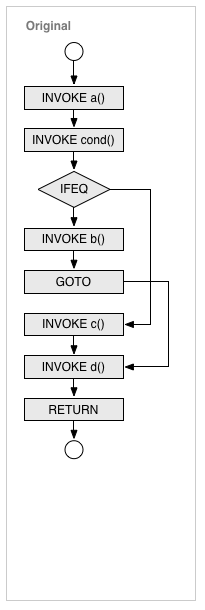 Original
INVOKE a()
INVOKE cond()
IFEQ
INVOKE b()
GOTO
INVOKE c()
INVOKE d()
RETURN